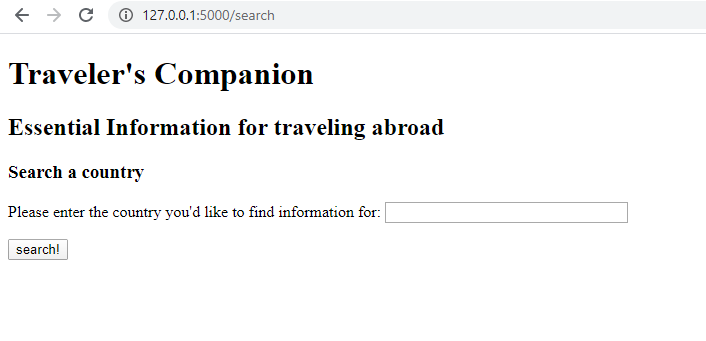 127.0.0.1:5000/search
Traveler's Companion
Essential Information for traveling abroad
Search a country
Please enter the country you'd like to find information for:
search!